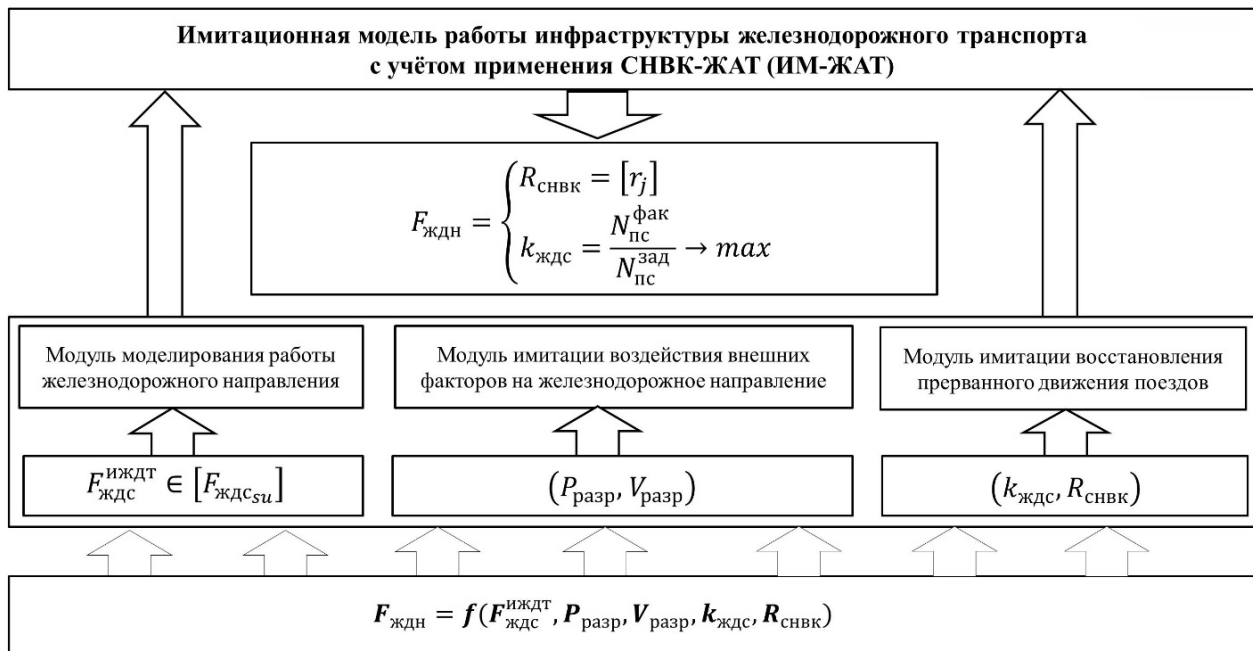 Имитационная модель работы инфраструктуры железнодорожного транспорта
с учётом применения СНВК-ЖАТ (ИМ-ЖАТ)
R_снвк = [r_j]
F_ждн =
k_ждс = N_пс^фак / N_пс^зад → max
Модуль моделирования работы
железнодорожного направления
Модуль имитации воздействия внешних
факторов на железнодорожное направление
Модуль имитации восстановления
прерванного движения поездов
F_ждс^иждт ∈ [F_ждс_su]
(P_разр, V_разр)
(k_ждс, R_снвк)
F_ждн = f(F_ждс^иждт, P_разр, V_разр, k_ждс, R_снвк)